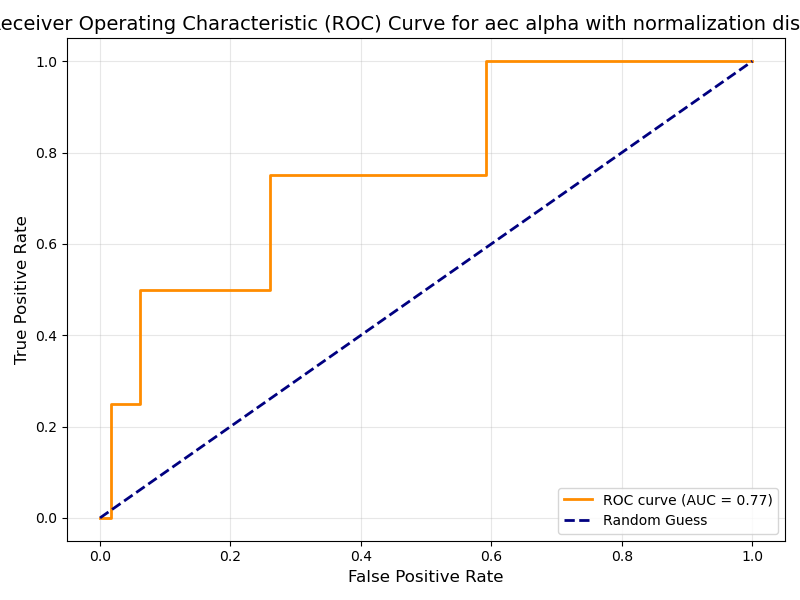 eceiver Operating Characteristic (ROC) Curve for aec alpha with normalization dis
True Positive Rate
1.0
0.8
0.6
0.4
0.2
0.0
ROC curve (AUC = 0.77)
Random Guess
0.0 0.2 0.4 0.6 0.8 1.0
False Positive Rate